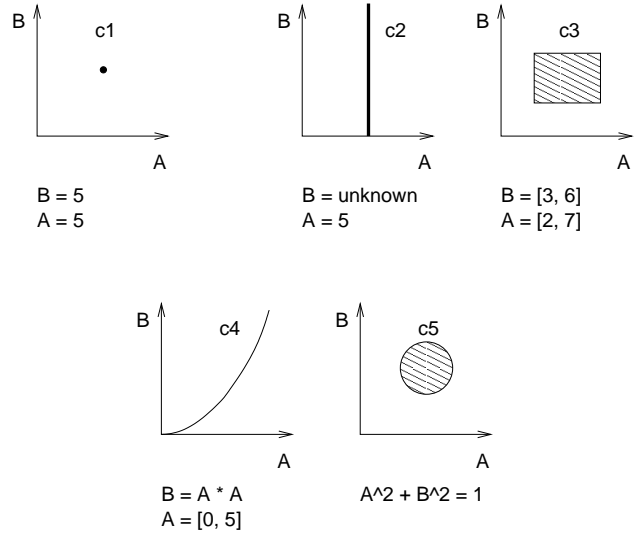 B
c1
A
B = 5
A = 5
B
c2
A
B = unknown
A = 5
B
c3
A
B = [3, 6]
A = [2, 7]
B
c4
A
B = A * A
A = [0, 5]
B
c5
A
A^2 + B^2 = 1